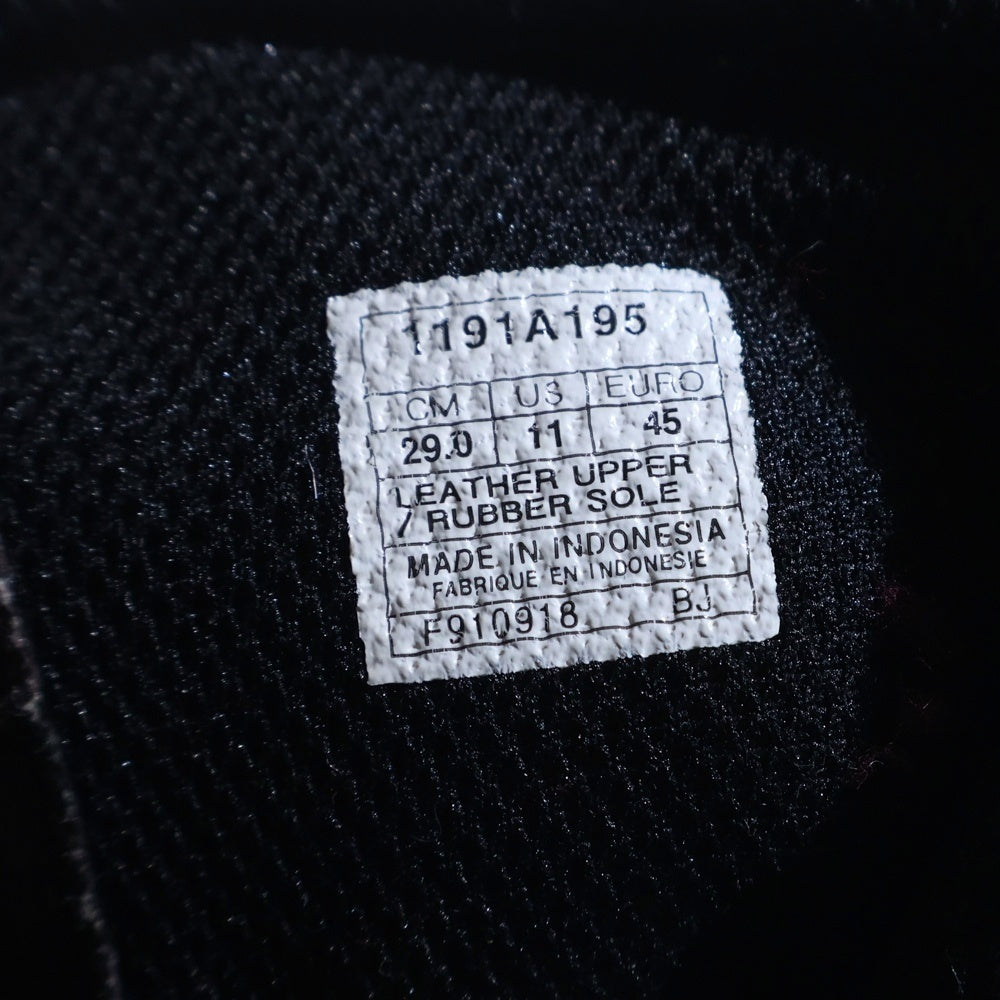 1191A195
CM US EURO
29.0 11 45
LEATHER UPPER
/ RUBBER SOLE
MADE IN INDONESIA
FABRIQUE EN INDONESIE
F910918 BJ